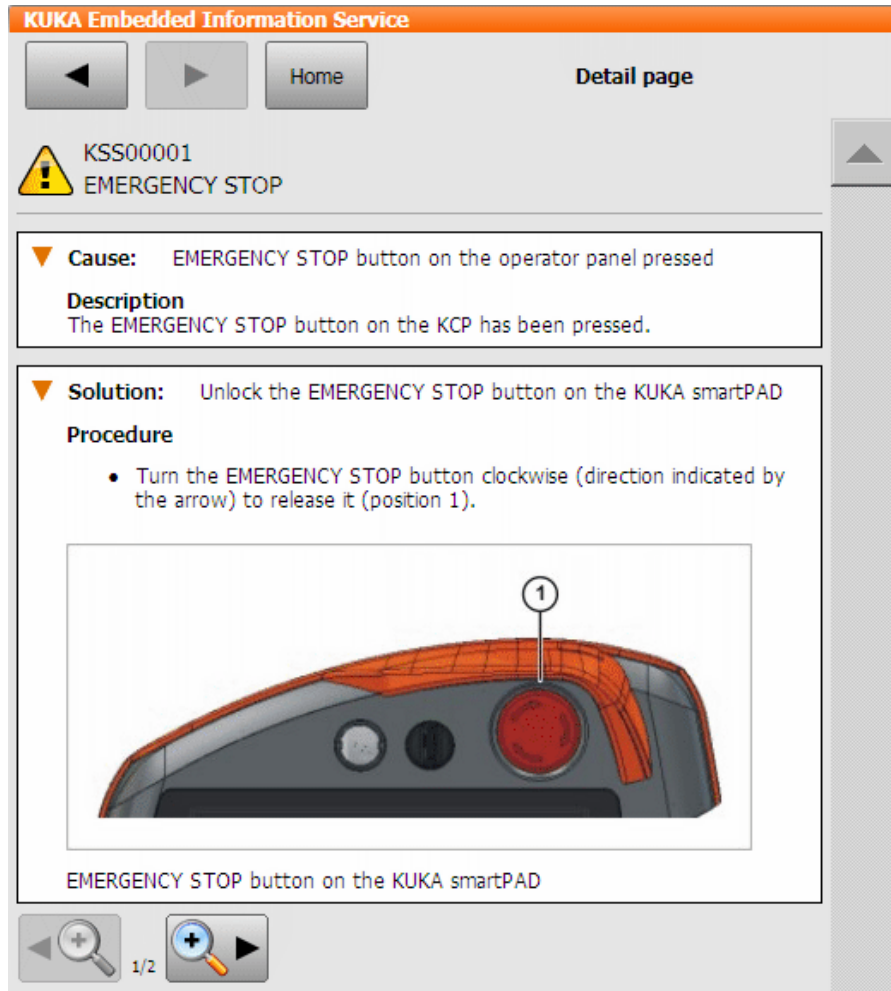 KUKA Embedded Information Service
Home
Detail page
KSS00001
EMERGENCY STOP
Cause: EMERGENCY STOP button on the operator panel pressed
Description
The EMERGENCY STOP button on the KCP has been pressed.
Solution: Unlock the EMERGENCY STOP button on the KUKA smartPAD
Procedure
• Turn the EMERGENCY STOP button clockwise (direction indicated by
the arrow) to release it (position 1).
1
EMERGENCY STOP button on the KUKA smartPAD
1/2